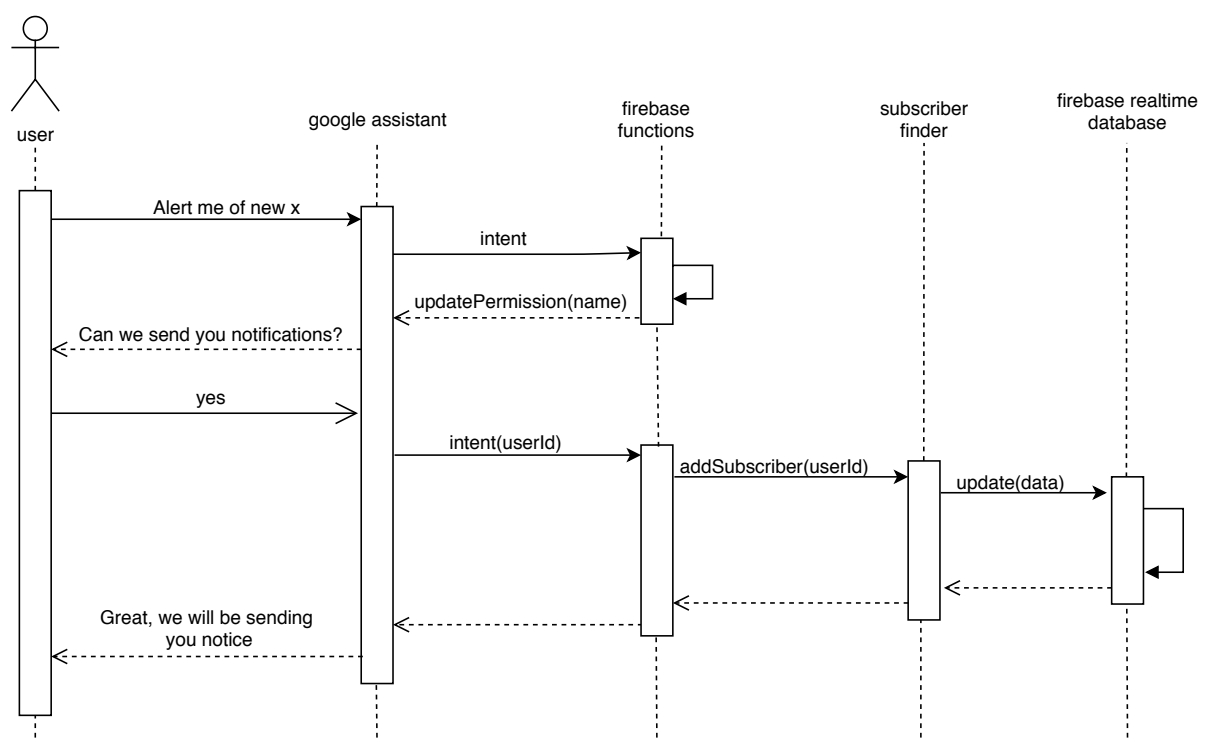 user
google assistant
firebase
functions
subscriber
finder
firebase realtime
database
Alert me of new x
intent
updatePermission(name)
Can we send you notifications?
yes
intent(userId)
addSubscriber(userId)
update(data)
Great, we will be sending
you notice